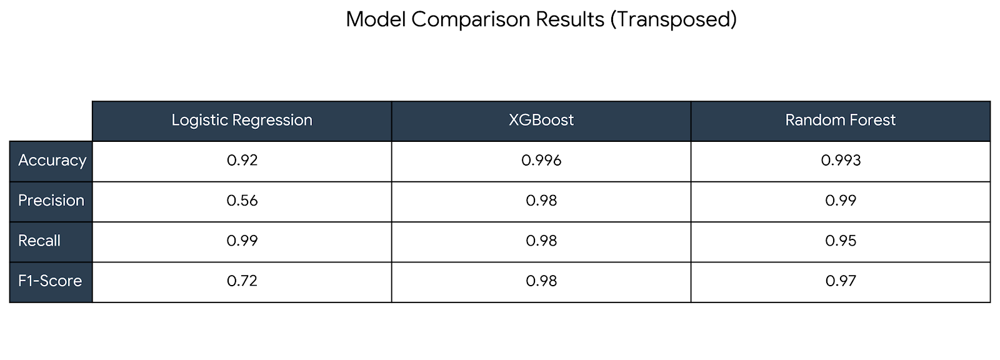 Model Comparison Results (Transposed)
Logistic Regression XGBoost Random Forest
Accuracy 0.92 0.996 0.993
Precision 0.56 0.98 0.99
Recall 0.99 0.98 0.95
F1-Score 0.72 0.98 0.97